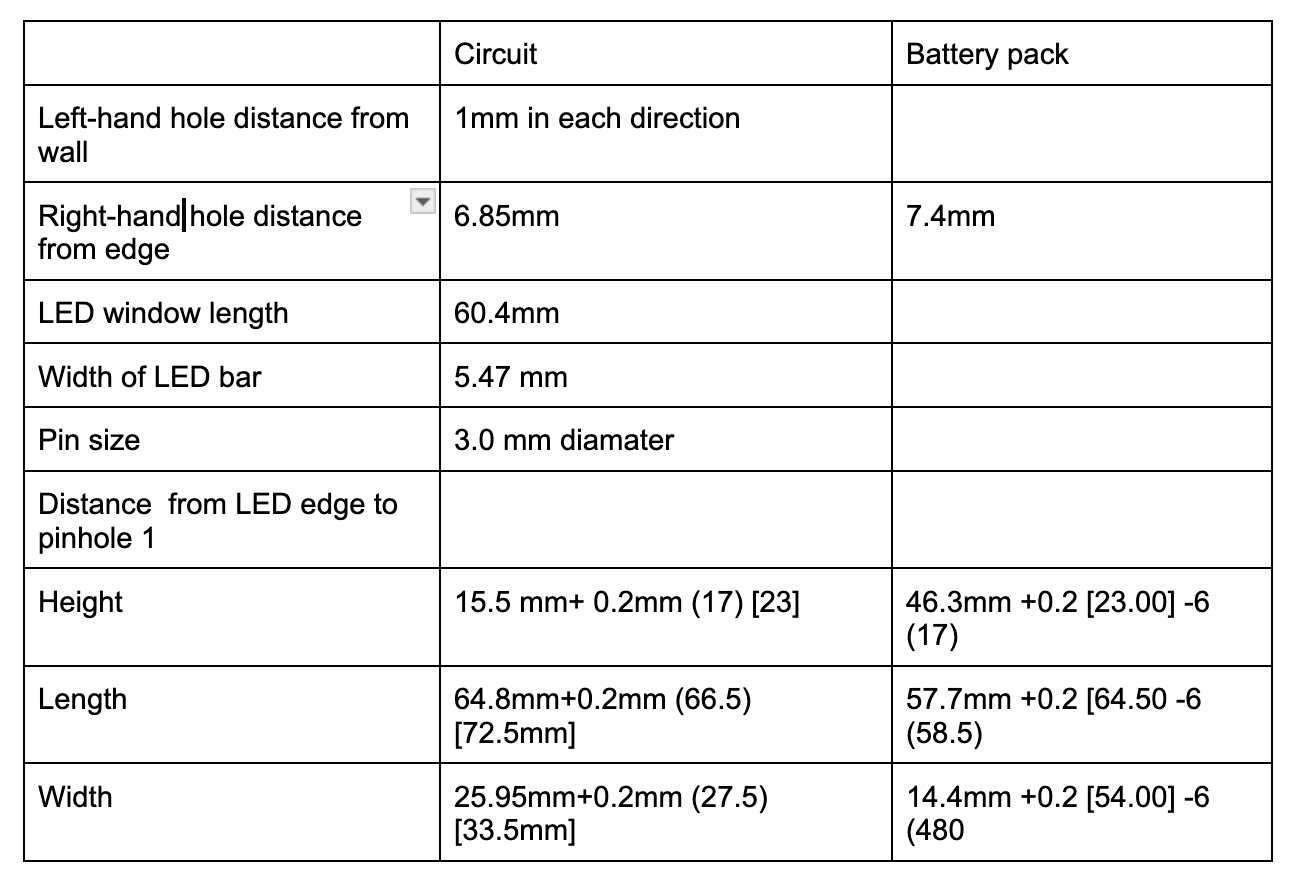 Circuit
Battery pack
Left-hand hole distance from
wall
1mm in each direction
Right-hand hole distance
from edge
6.85mm
7.4mm
LED window length
60.4mm
Width of LED bar
5.47 mm
Pin size
3.0 mm diamater
Distance  from LED edge to
pinhole 1
Height
15.5 mm+ 0.2mm (17) [23]
46.3mm +0.2 [23.00] -6
(17)
Length
64.8mm+0.2mm (66.5)
[72.5mm]
57.7mm +0.2 [64.50 -6
(58.5)
Width
25.95mm+0.2mm (27.5)
[33.5mm]
14.4mm +0.2 [54.00] -6
(480